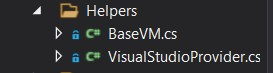 Helpers
C# BaseVM.cs
C# VisualStudioProvider.cs